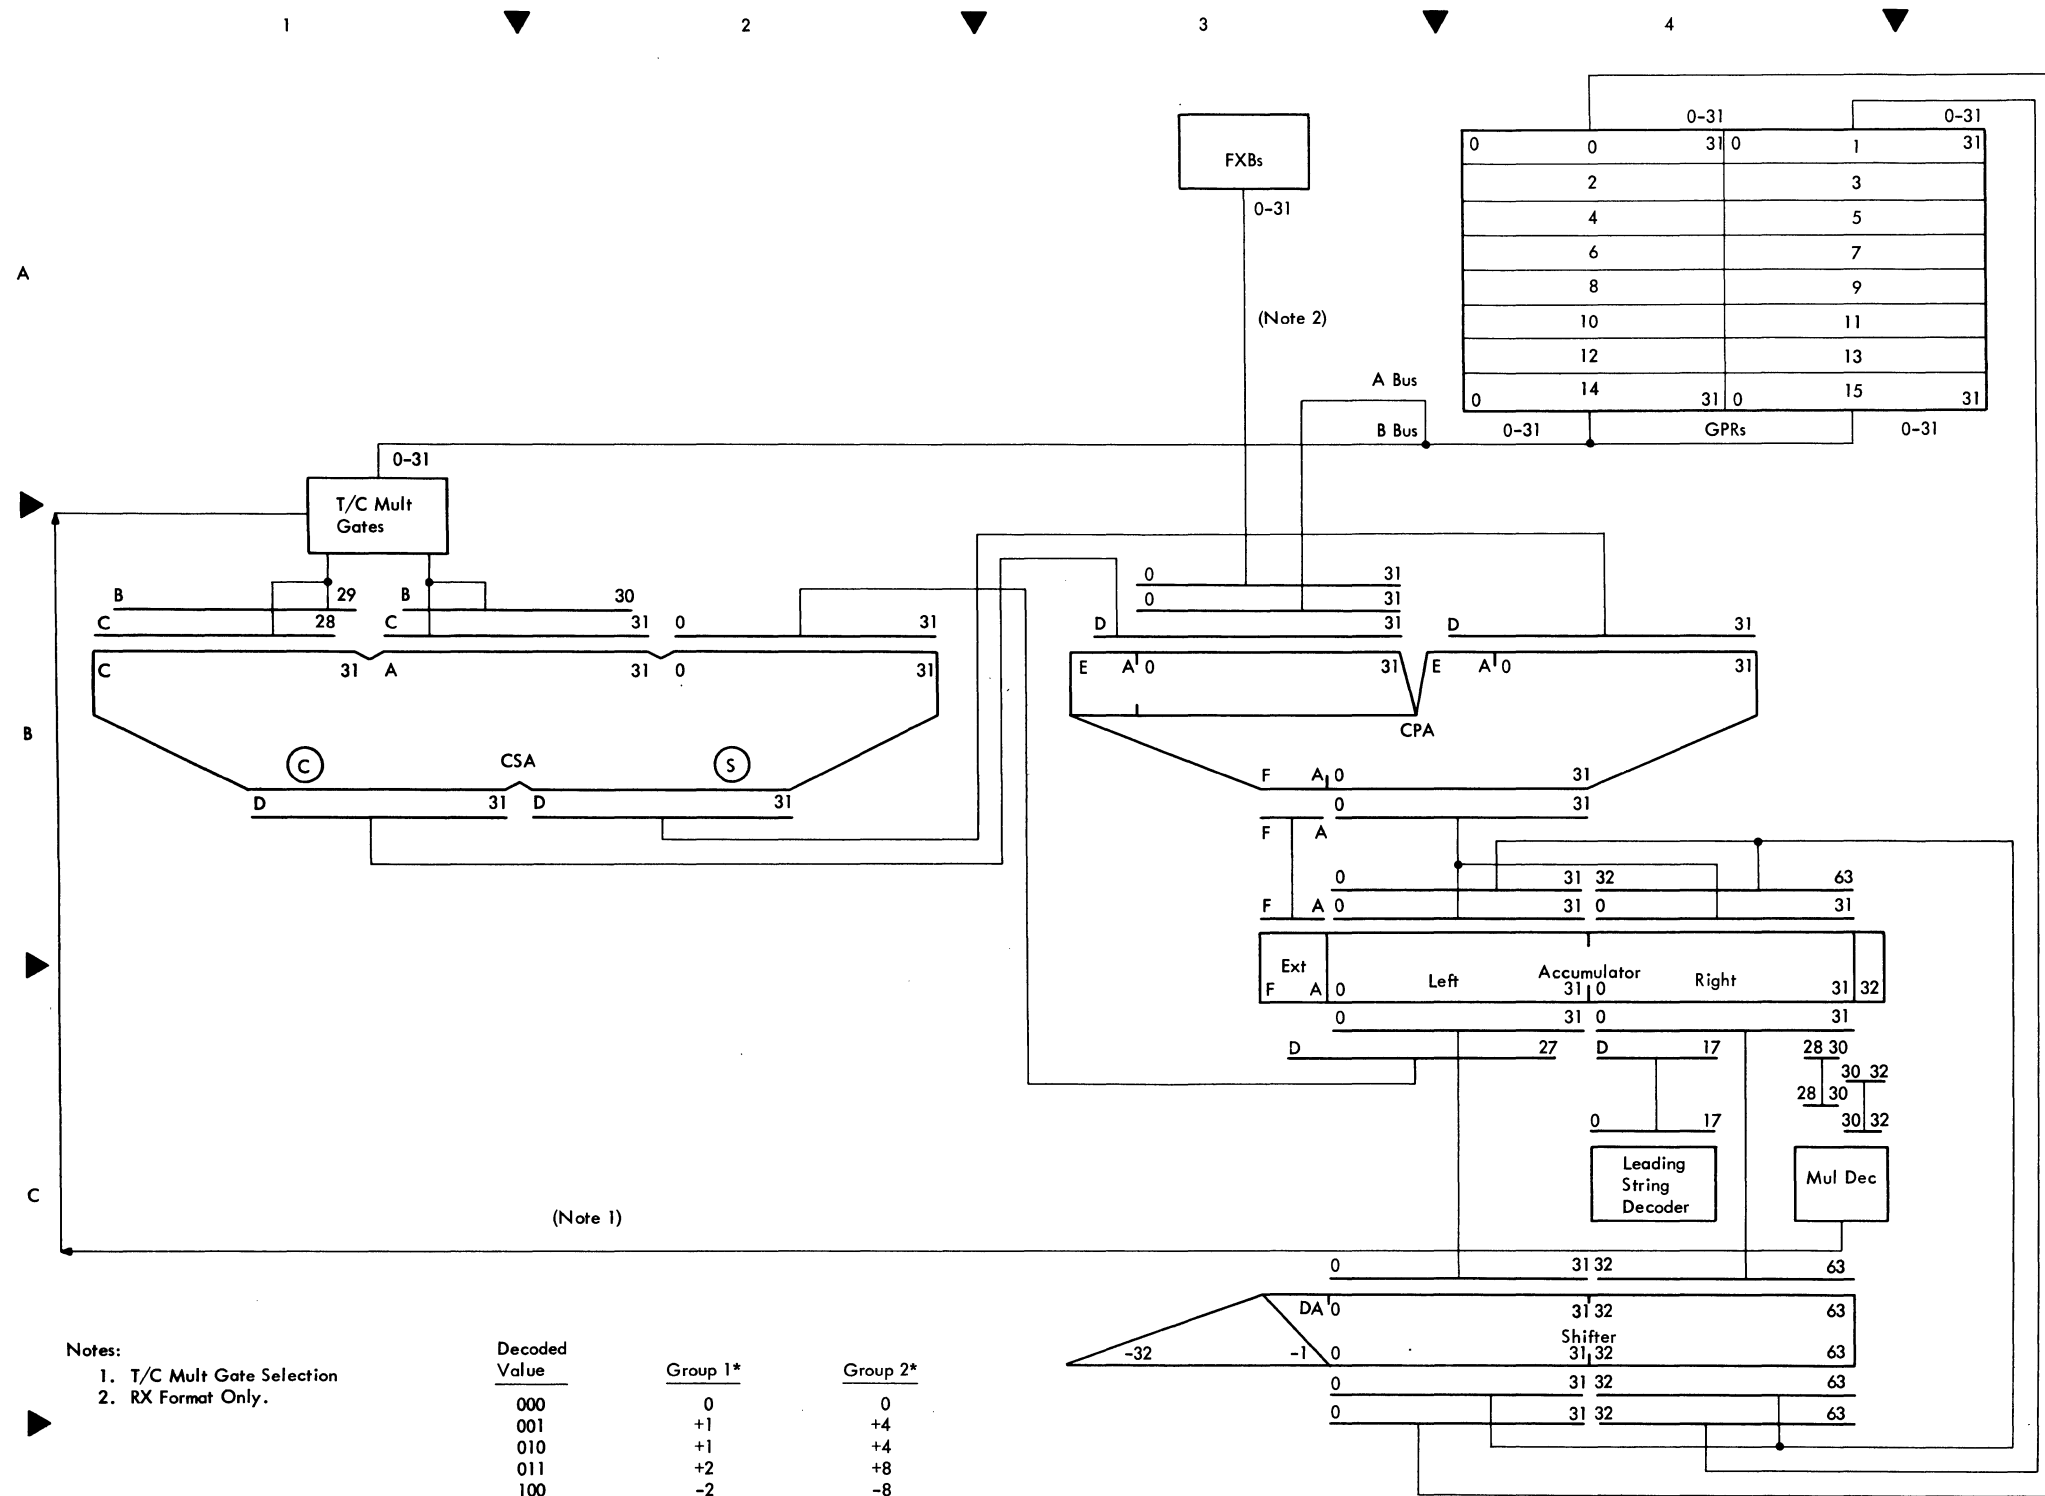 1 2 3 4
0-31 0-31
0 0 31 0 1 31
FXBs
2 3
0-31
4 5
6 7
A
8 9
(Note 2)
10 11
12 13
A Bus
14 15
0 31 0 31
B Bus 0-31 GPRs 0-31
0-31
T/C Mult
Gates
0 31
B 29 B 30 0 31
C 28 C 31 0 31 D 31 D 31
C 31 A 31 0 31 E A 0 31 E A 0 31
B CPA
C CSA S
F A 0 31
D 31 D 31 0 31
F A
0 31 32 63
F A 0 31 0 31
Ext Left Accumulator Right
F A 0 31 0 31 32
0 31 0 31
D 27 D 17 28 30
30 32
28 30
0 17 30 32
Leading
String
Decoder
Mul Dec
C
(Note 1)
0 31 32 63
DA 0 31 32 63
Shifter
-32 -1 0 31 32 63
0 31 32 63
0 31 32 63
Notes:
1. T/C Mult Gate Selection
2. RX Format Only.
Decoded
Value Group 1* Group 2*
000 0 0
001 +1 +4
010 +1 +4
011 +2 +8
100 -2 -8